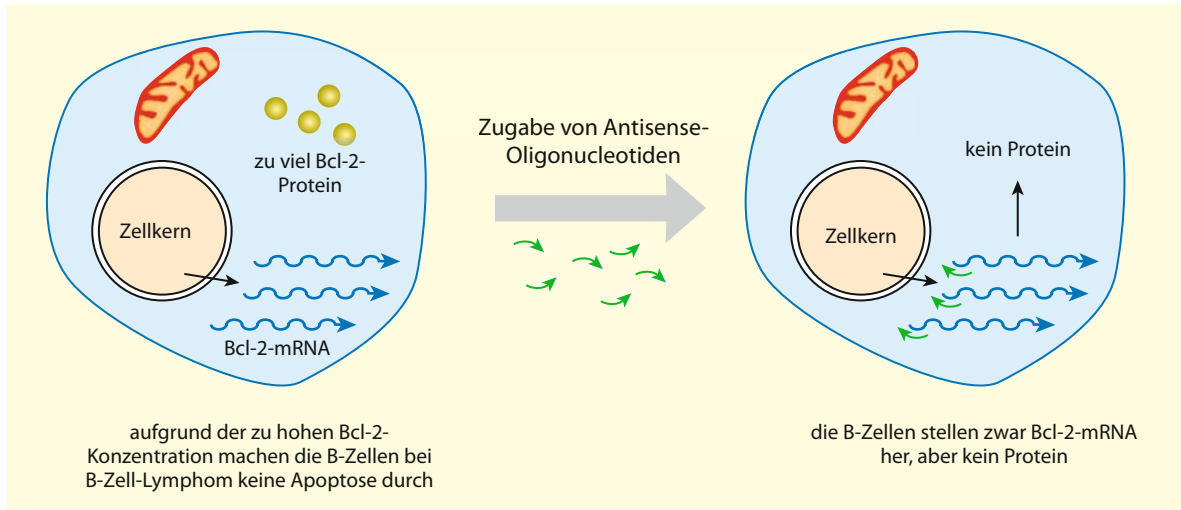 zu viel Bcl-2-
Protein
Zellkern
Bcl-2-mRNA
aufgrund der zu hohen Bcl-2-
Konzentration machen die B-Zellen bei
B-Zell-Lymphom keine Apoptose durch
Zugabe von Antisense-
Oligonucleotiden
kein Protein
Zellkern
die B-Zellen stellen zwar Bcl-2-mRNA
her, aber kein Protein